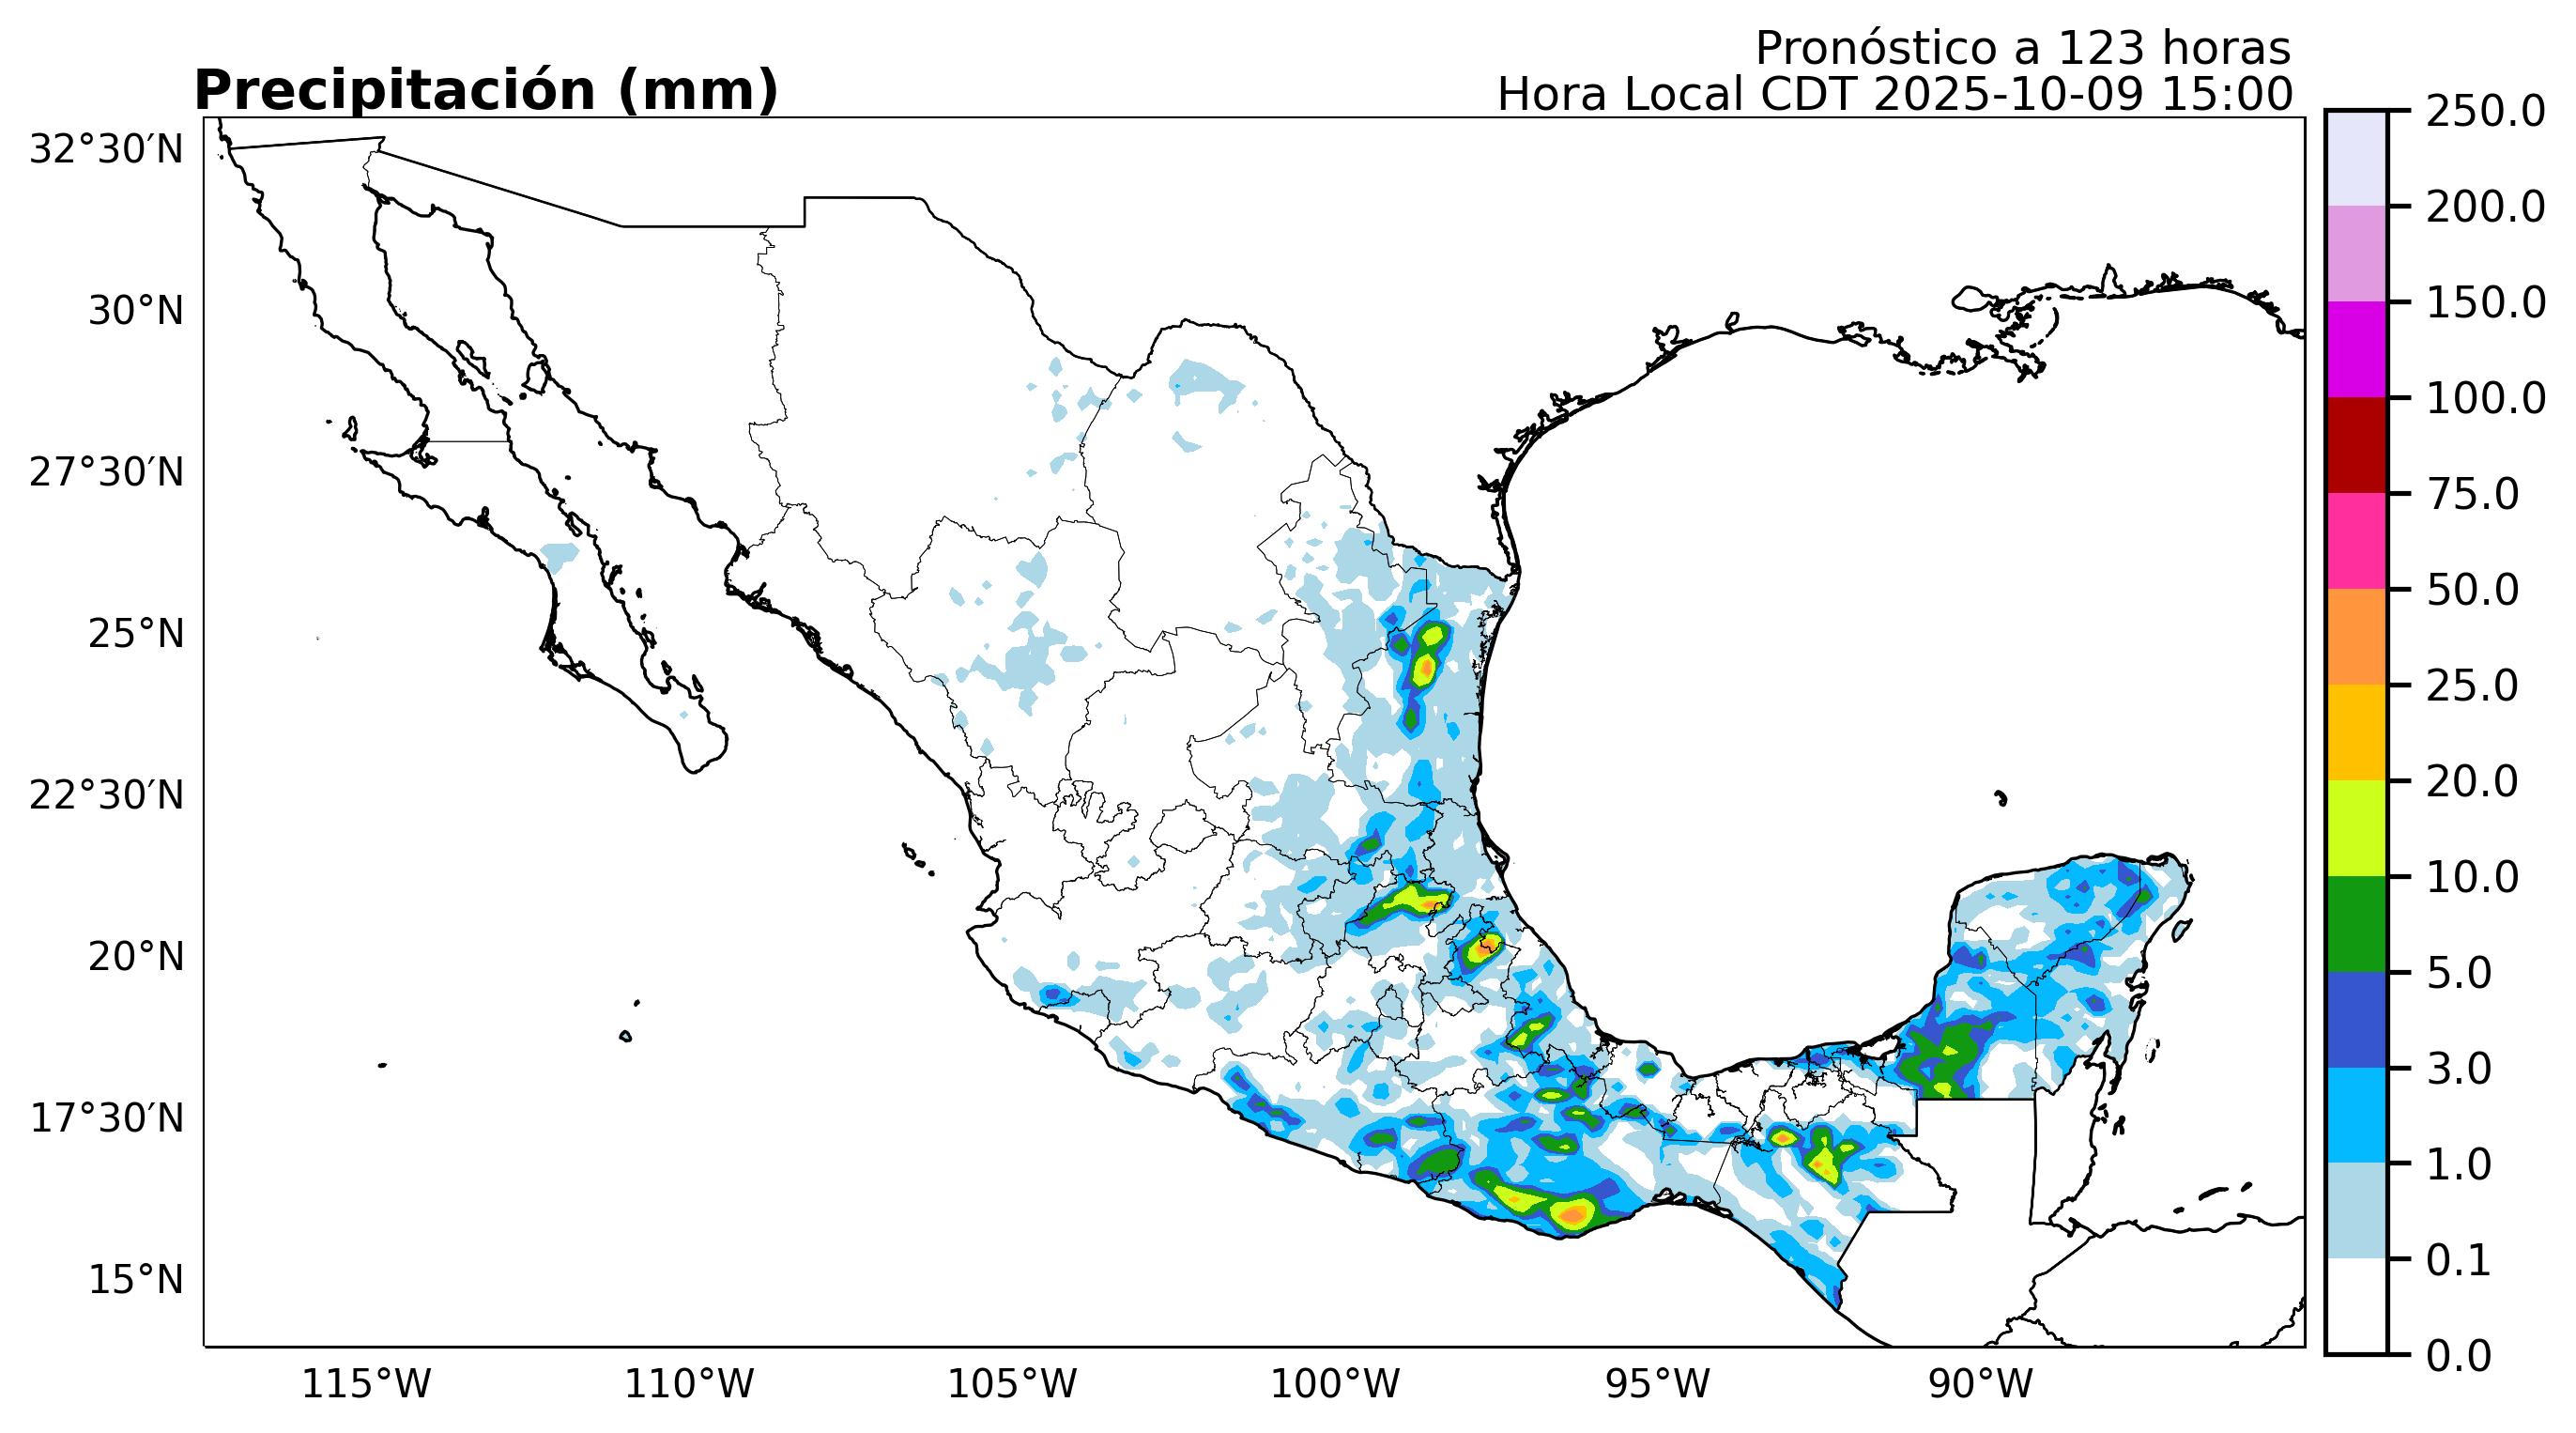 Pronóstico a 123 horas
Precipitación (mm)
Hora Local CDT 2025-10-09 15:00
32°30′N
30°N
27°30′N
25°N
22°30′N
20°N
17°30′N
15°N
115°W
110°W
105°W
100°W
95°W
90°W
250.0
200.0
150.0
100.0
75.0
50.0
25.0
20.0
10.0
5.0
3.0
1.0
0.1
0.0